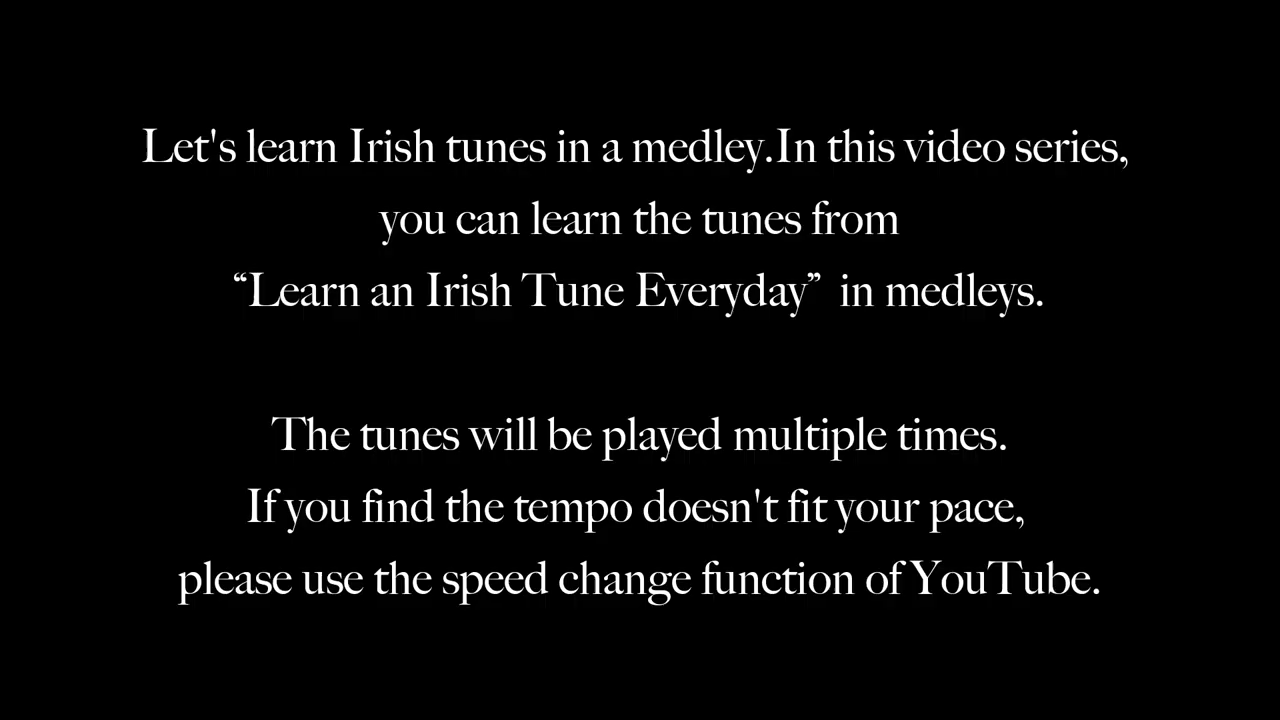 Let's learn Irish tunes in a medley.In this video series,
you can learn the tunes from
“Learn an Irish Tune Everyday” in medleys.
The tunes will be played multiple times.
If you find the tempo doesn't fit your pace,
please use the speed change function of YouTube.